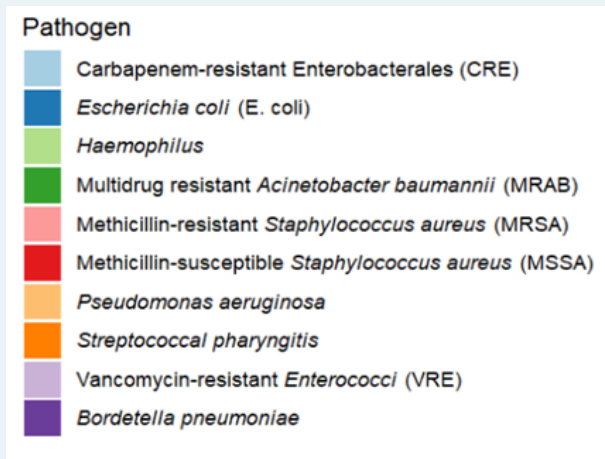 Pathogen
Carbapenem-resistant Enterobacterales (CRE)
Escherichia coli (E. coli)
Haemophilus
Multidrug resistant Acinetobacter baumannii (MRAB)
Methicillin-resistant Staphylococcus aureus (MRSA)
Methicillin-susceptible Staphylococcus aureus (MSSA)
Pseudomonas aeruginosa
Streptococcal pharyngitis
Vancomycin-resistant Enterococci (VRE)
Bordetella pneumoniae